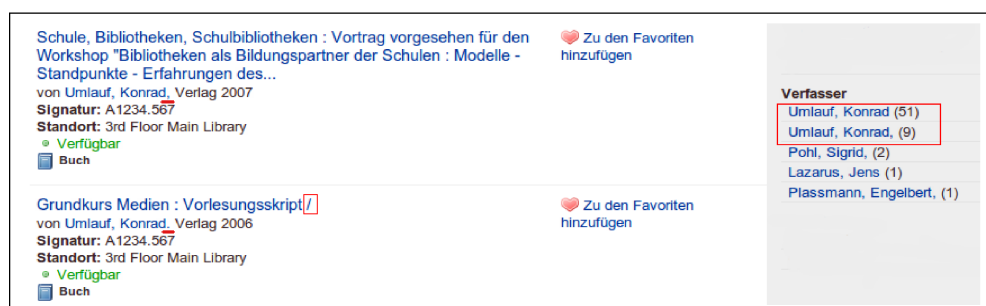 Schule, Bibliotheken, Schulbibliotheken : Vortrag vorgesehen für den
Workshop "Bibliotheken als Bildungspartner der Schulen : Modelle -
Standpunkte - Erfahrungen des...
von Umlauf, Konrad, Verlag 2007
Signatur: A1234.567
Standort: 3rd Floor Main Library
Verfügbar
Buch
Zu den Favoriten
hinzufügen
Grundkurs Medien : Vorlesungsskript /
von Umlauf, Konrad. Verlag 2006
Signatur: A1234.567
Standort: 3rd Floor Main Library
Verfügbar
Buch
Zu den Favoriten
hinzufügen
Verfasser
Umlauf, Konrad (51)
Umlauf, Konrad, (9)
Pohl, Sigrid, (2)
Lazarus, Jens (1)
Plassmann, Engelbert, (1)